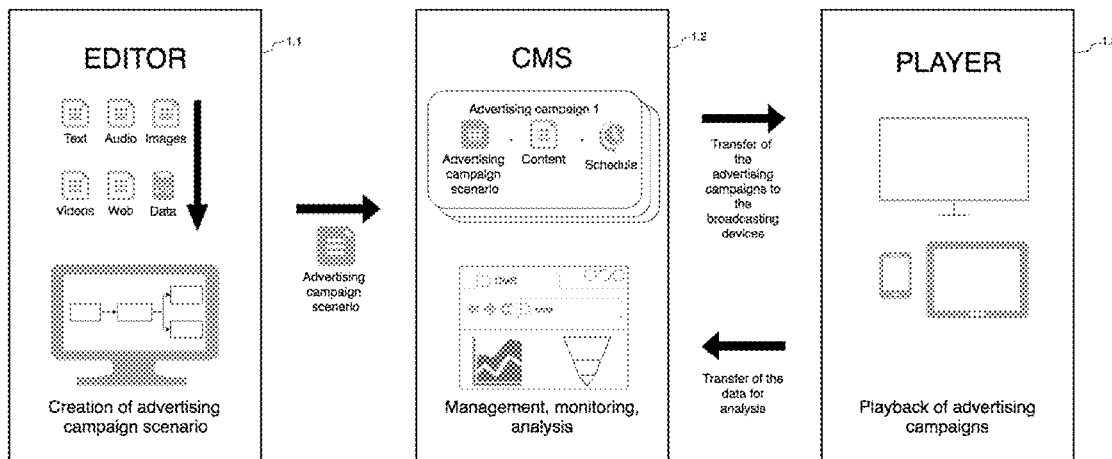 EDITOR
1.1
Text
Audio
Images
Videos
Web
Data
Creation of advertising
campaign scenario
Advertising
campaign
scenario
CMS
1.2
Advertising campaign 1
Advertising
campaign
scenario
Content
Schedule
CMS
Management, monitoring,
analysis
Transfer of
the
advertising
campaigns to
the
broadcasting
devices
Transfer of the
data for
analysis
PLAYER
Playback of advertising
campaigns